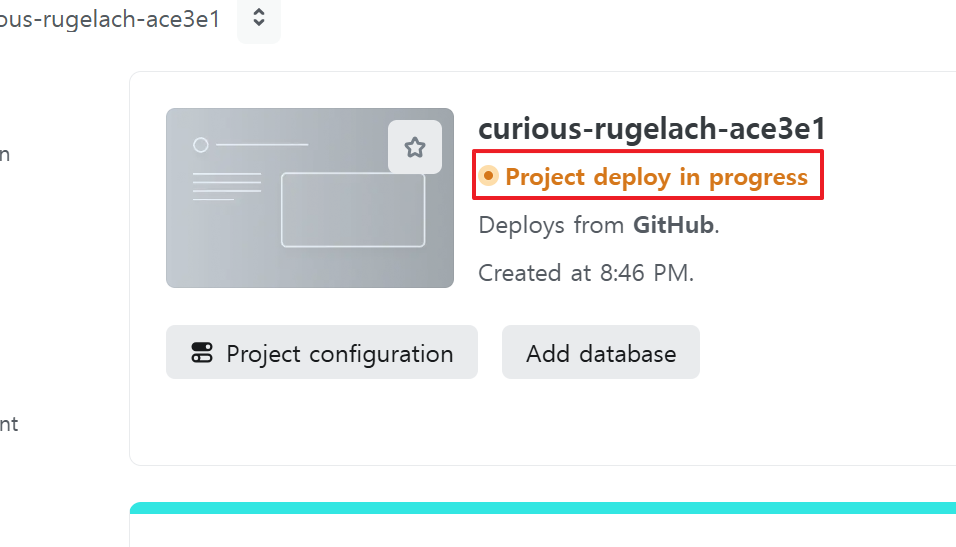 ous-rugelach-ace3e1
n
curious-rugelach-ace3e1
Project deploy in progress
Deploys from GitHub.
Created at 8:46 PM.
Project configuration
Add database
nt